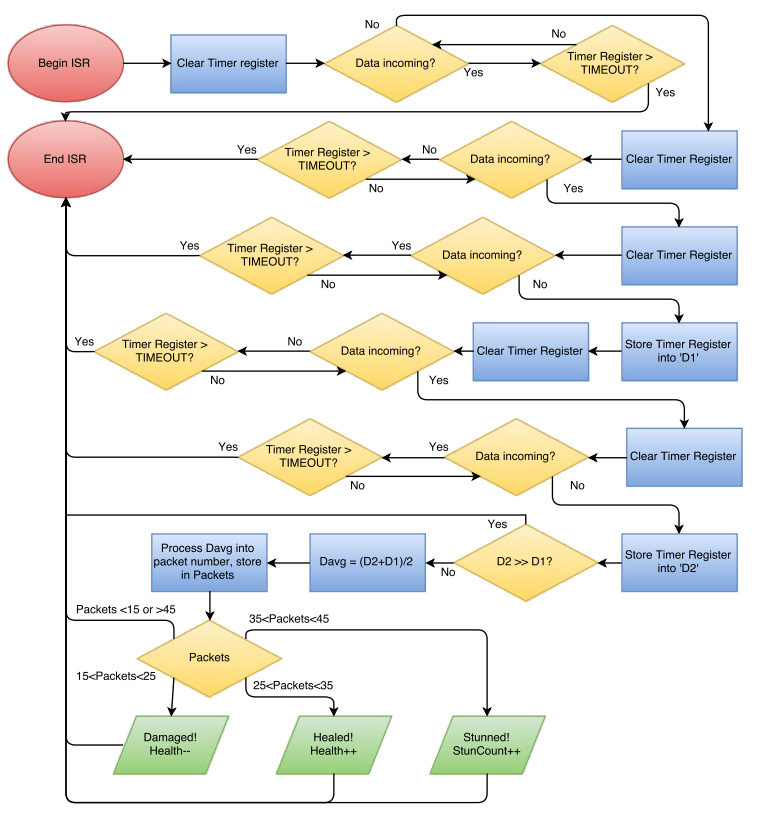 No
No
Begin ISR
Clear Timer register
Data incoming?
Timer Register >
TIMEOUT?
Yes
Yes
End ISR
Yes
Timer Register >
TIMEOUT?
No
Data incoming?
Clear Timer Register
No
Yes
Yes
Timer Register >
TIMEOUT?
Yes
Data incoming?
Clear Timer Register
No
No
Yes
Timer Register >
TIMEOUT?
No
Data incoming?
Clear Timer Register
Store Timer Register
into 'D1'
No
Yes
Yes
Timer Register >
TIMEOUT?
Yes
Data incoming?
Clear Timer Register
No
No
Yes
Process Davg into
packet number, store
in Packets
Davg = (D2+D1)/2
No
D2 >> D1?
Store Timer Register
into 'D2'
Packets <15 or >45
35<Packets<45
Packets
15<Packets<25
25<Packets<35
Damaged!
Health--
Healed!
Health++
Stunned!
StunCount++